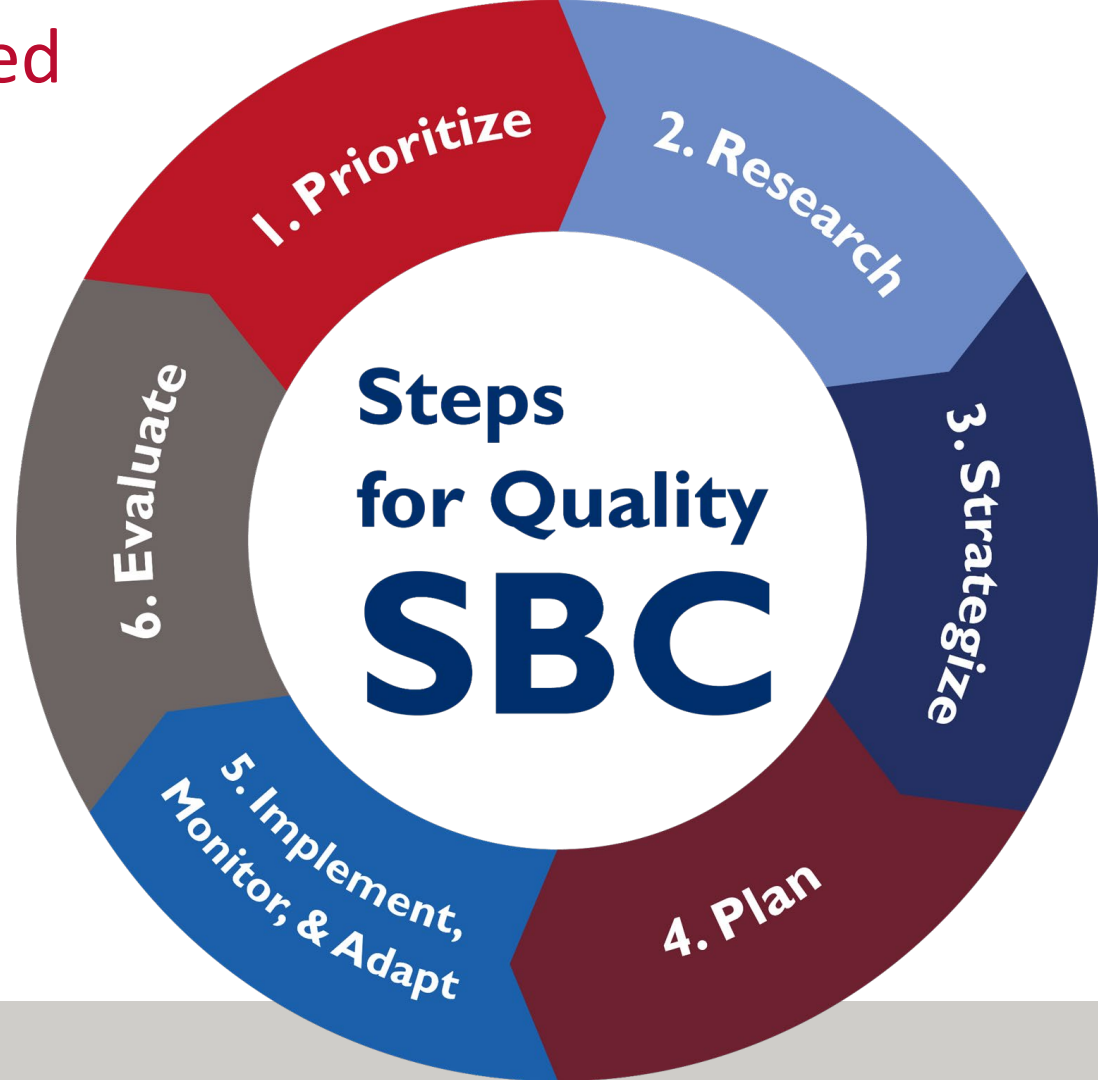 ed
1. Prioritize
2. Research
3. Strategize
4. Plan
5. Implement,
Monitor, & Adapt
6. Evaluate
Steps
for Quality
SBC